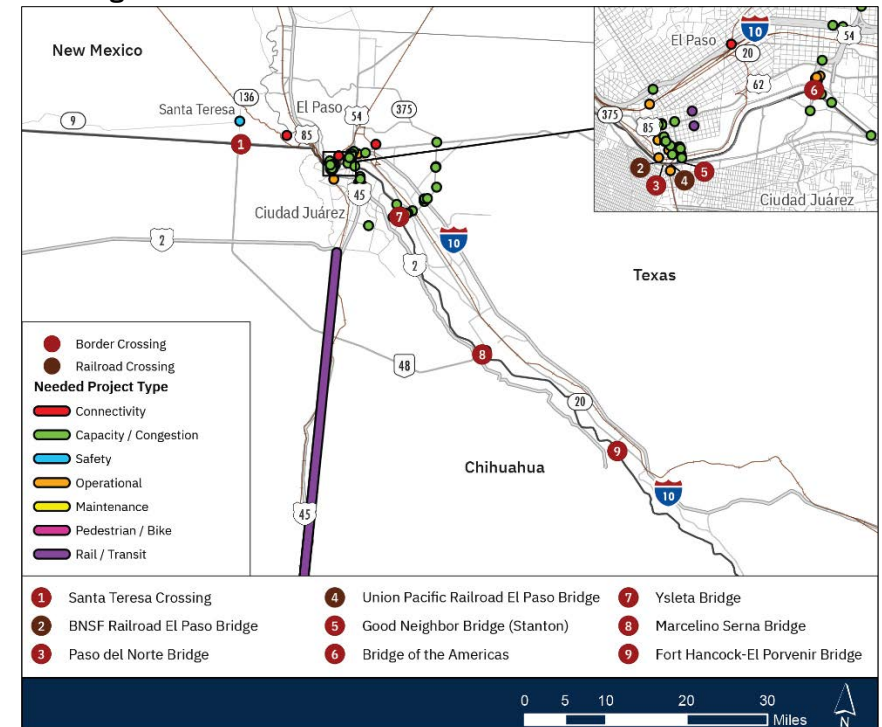 New Mexico
El Paso
Santa Teresa
136
9
54
375
85
Ciudad Juárez
45
2
10
2
Texas
48
20
Chihuahua
10
45
1
7
8
9
El Paso
10
20
54
62
375
85
6
2
3
4
5
Ciudad Juárez
Border Crossing
Railroad Crossing
Needed Project Type
Connectivity
Capacity / Congestion
Safety
Operational
Maintenance
Pedestrian / Bike
Rail / Transit
1 Santa Teresa Crossing
2 BNSF Railroad El Paso Bridge
3 Paso del Norte Bridge
4 Union Pacific Railroad El Paso Bridge
5 Good Neighbor Bridge (Stanton)
6 Bridge of the Americas
7 Ysleta Bridge
8 Marcelino Serna Bridge
9 Fort Hancock-El Porvenir Bridge
0 5 10 20 30
Miles
N